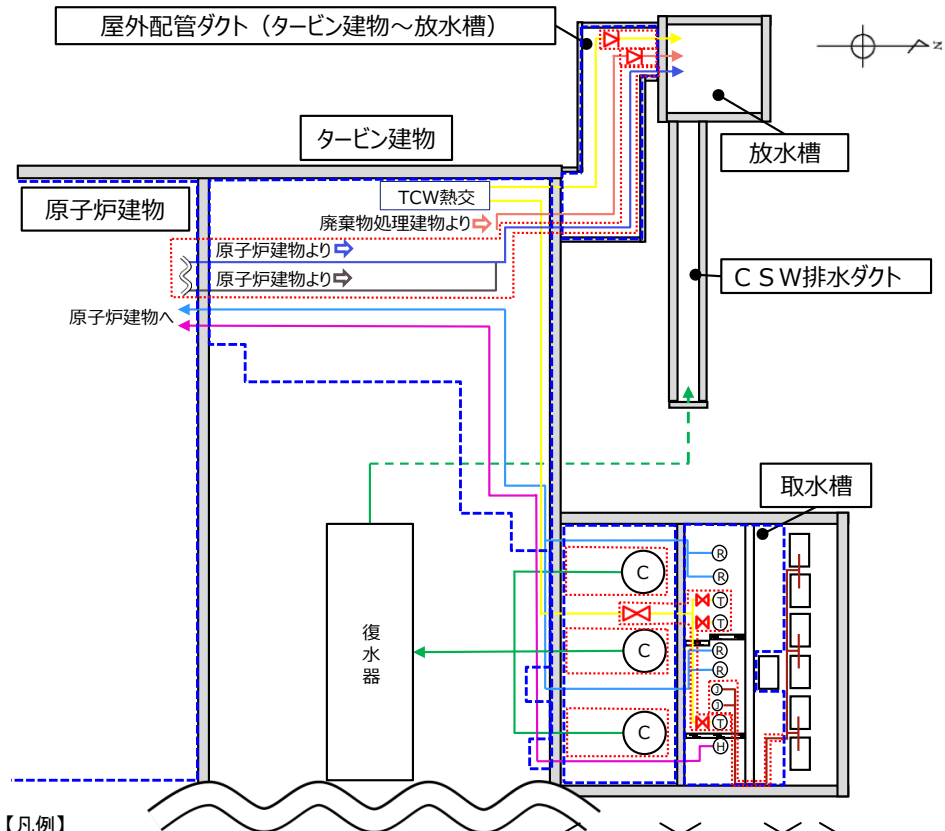 屋外配管ダクト（タービン建物～放水槽）
N
放水槽
タービン建物
原子炉建物
TCW熱交
廃棄物処理建物より
原子炉建物より
原子炉建物より
原子炉建物へ
ＣＳＷ排水ダクト
取水槽
復水器
C
C
C
R
R
T
T
R
R
J
J
T
H
【凡例】